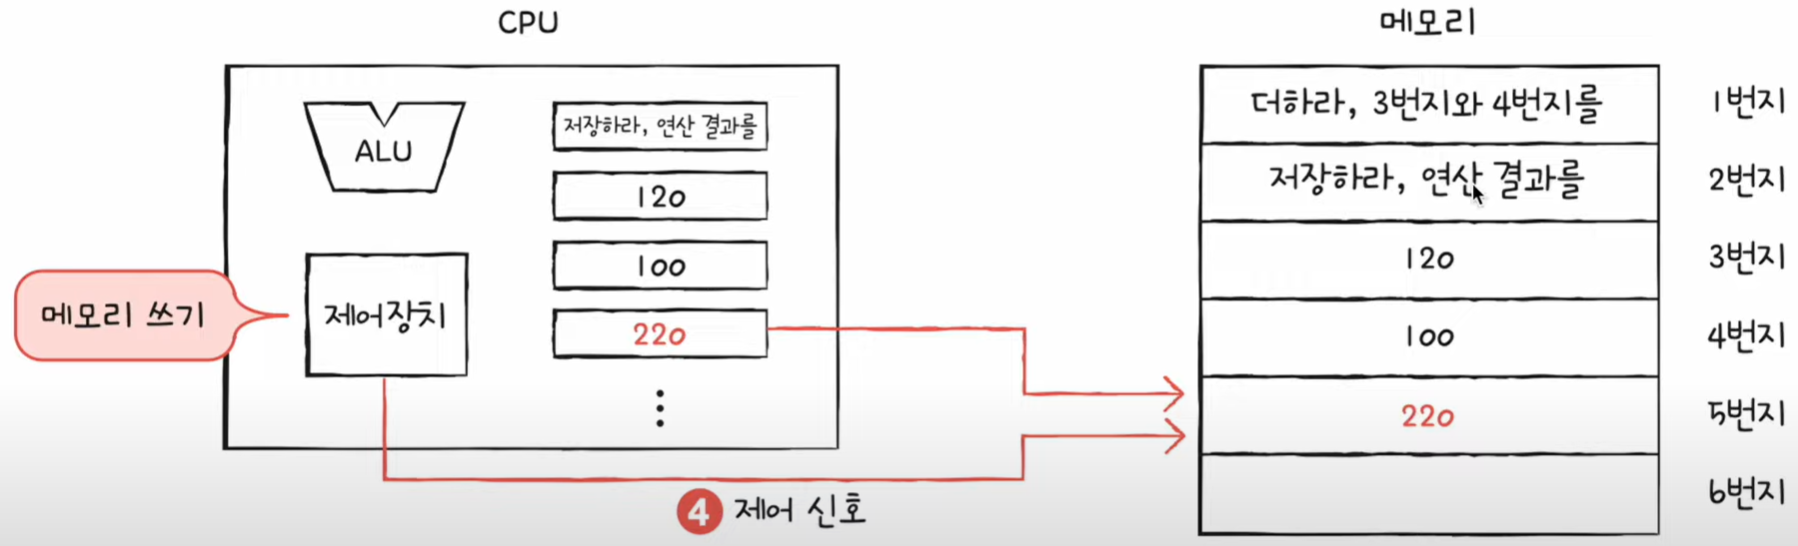 CPU
ALU
제어장치
메모리 쓰기
저장하라, 연산 결과를
120
100
220
4 제어 신호
메모리
더하라, 3번지와 4번지를 1번지
저장하라, 연산 결과를 2번지
120 3번지
100 4번지
220 5번지
6번지